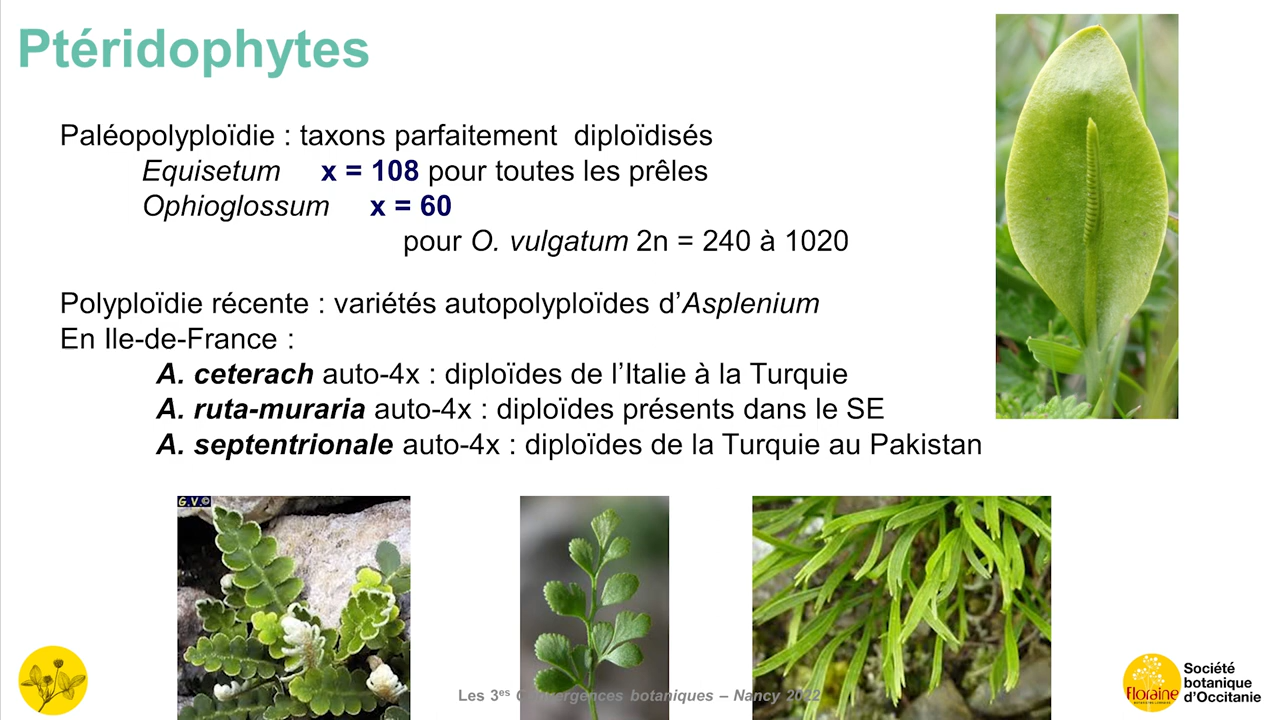 Ptéridophytes
Paléopolyploïdie : taxons parfaitement diploïdisés
Equisetum x = 108 pour toutes les prêles
Ophioglossum x = 60
pour O. vulgatum 2n = 240 à 1020
Polyploïdie récente : variétés autopolyploïdes d’Asplenium
En Ile-de-France :
A. ceterach auto-4x : diploïdes de l’Italie à la Turquie
A. ruta-muraria auto-4x : diploïdes présents dans le SE
A. septentrionale auto-4x : diploïdes de la Turquie au Pakistan
G.V.©
Les 3es Convergences botaniques – Nancy 2022
Floraine
Société
botanique
d’Occitanie